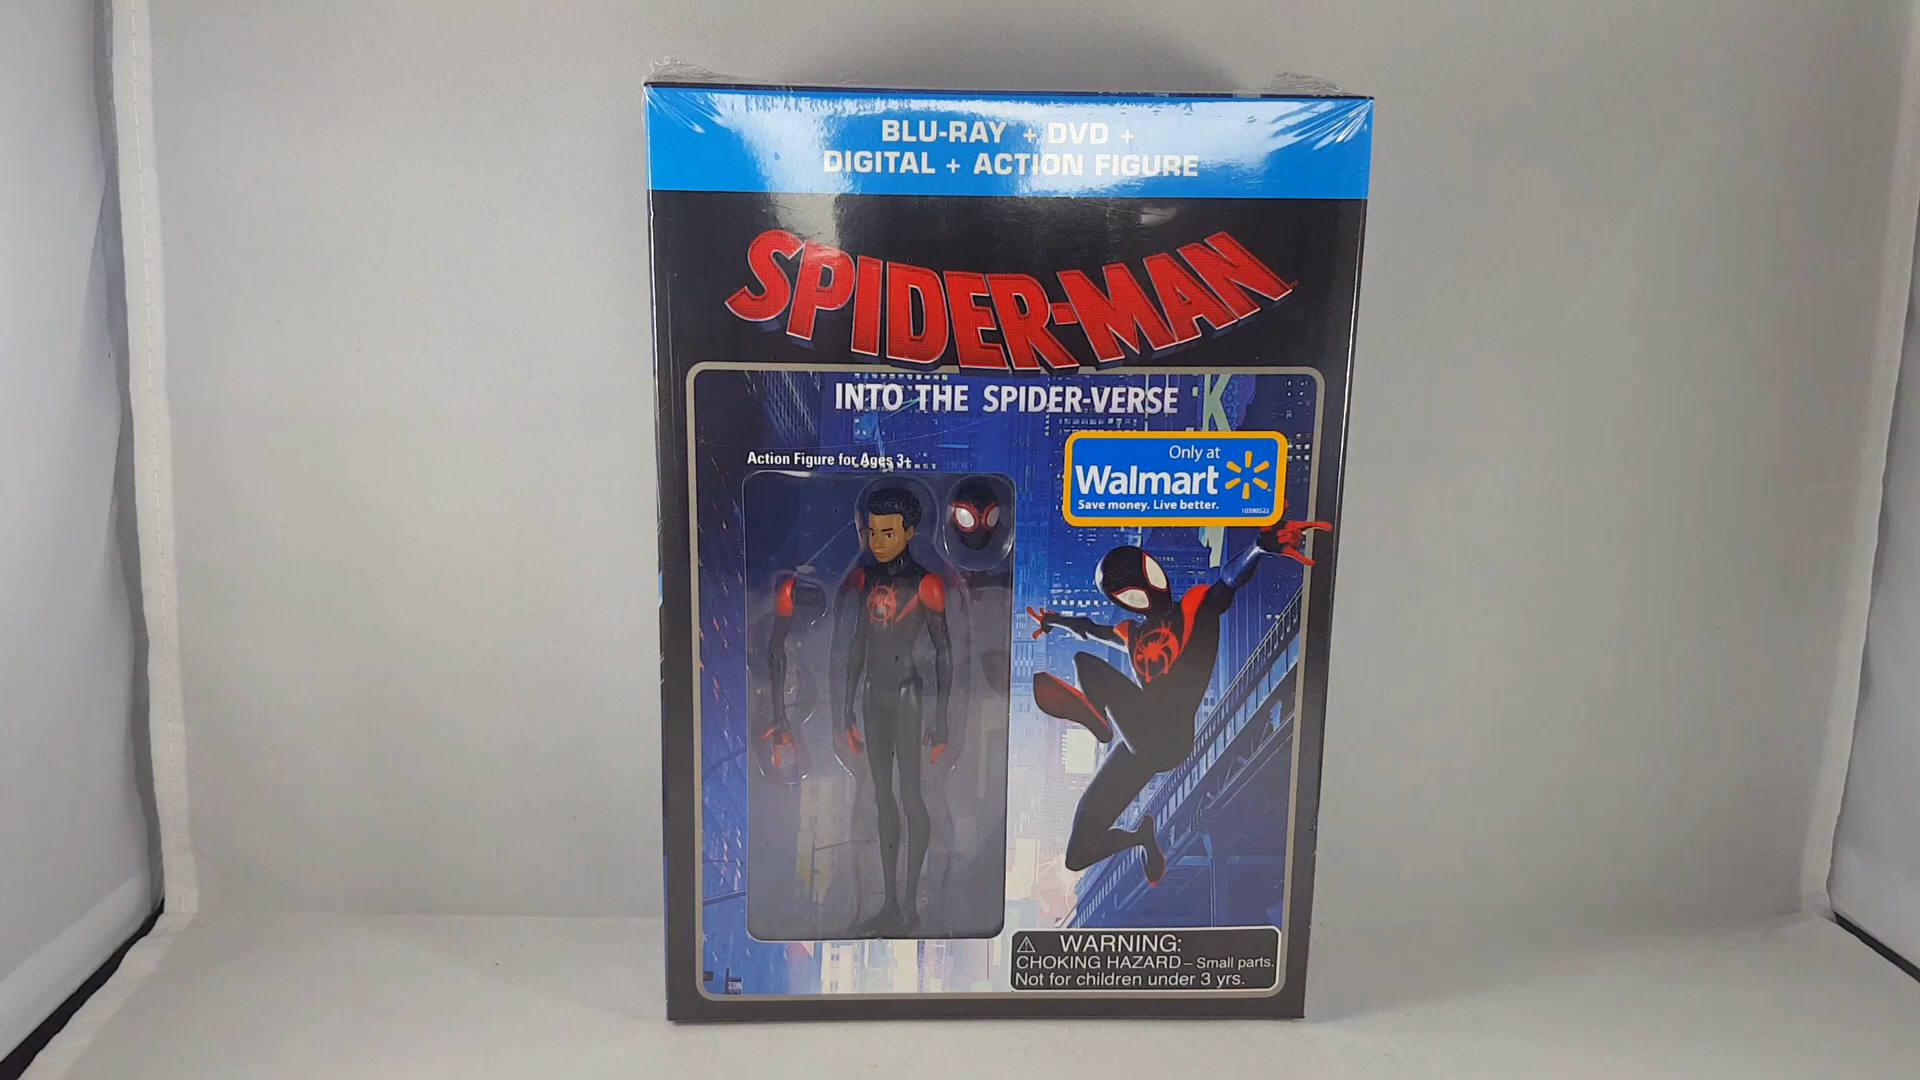 BLU-RAY + DVD +
DIGITAL + ACTION FIGURE
SPIDER-MAN
INTO THE SPIDER-VERSE
Action Figure for Ages 3+
Only at
Walmart
Save money. Live better.
10390522
⚠ WARNING:
CHOKING HAZARD – Small parts.
Not for children under 3 yrs.